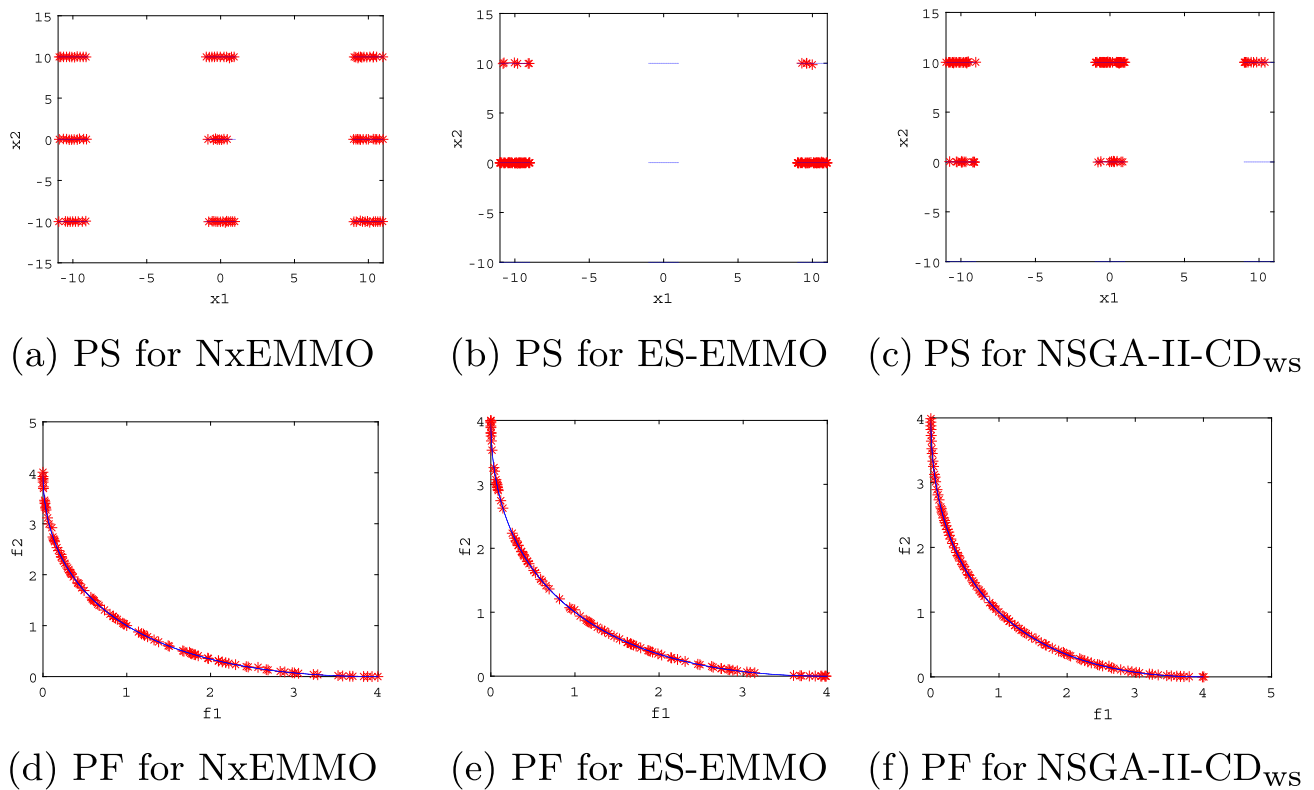 15
10
5
0
-5
-10
-15
x2
-10 -5 0 5 10
x1
15
10
5
0
-5
-10
x2
-10 -5 0 5 10
x1
15
10
5
0
-5
-10
x2
-10 -5 0 5 10
x1
(a) PS for NxEMMO
(b) PS for ES-EMMO
(c) PS for NSGA-II-CDws
5
4
3
2
1
0
f2
0 1 2 3 4
f1
4
3
2
1
0
f2
0 1 2 3 4
f1
4
3
2
1
0
f2
0 1 2 3 4 5
f1
(d) PF for NxEMMO
(e) PF for ES-EMMO
(f) PF for NSGA-II-CDws